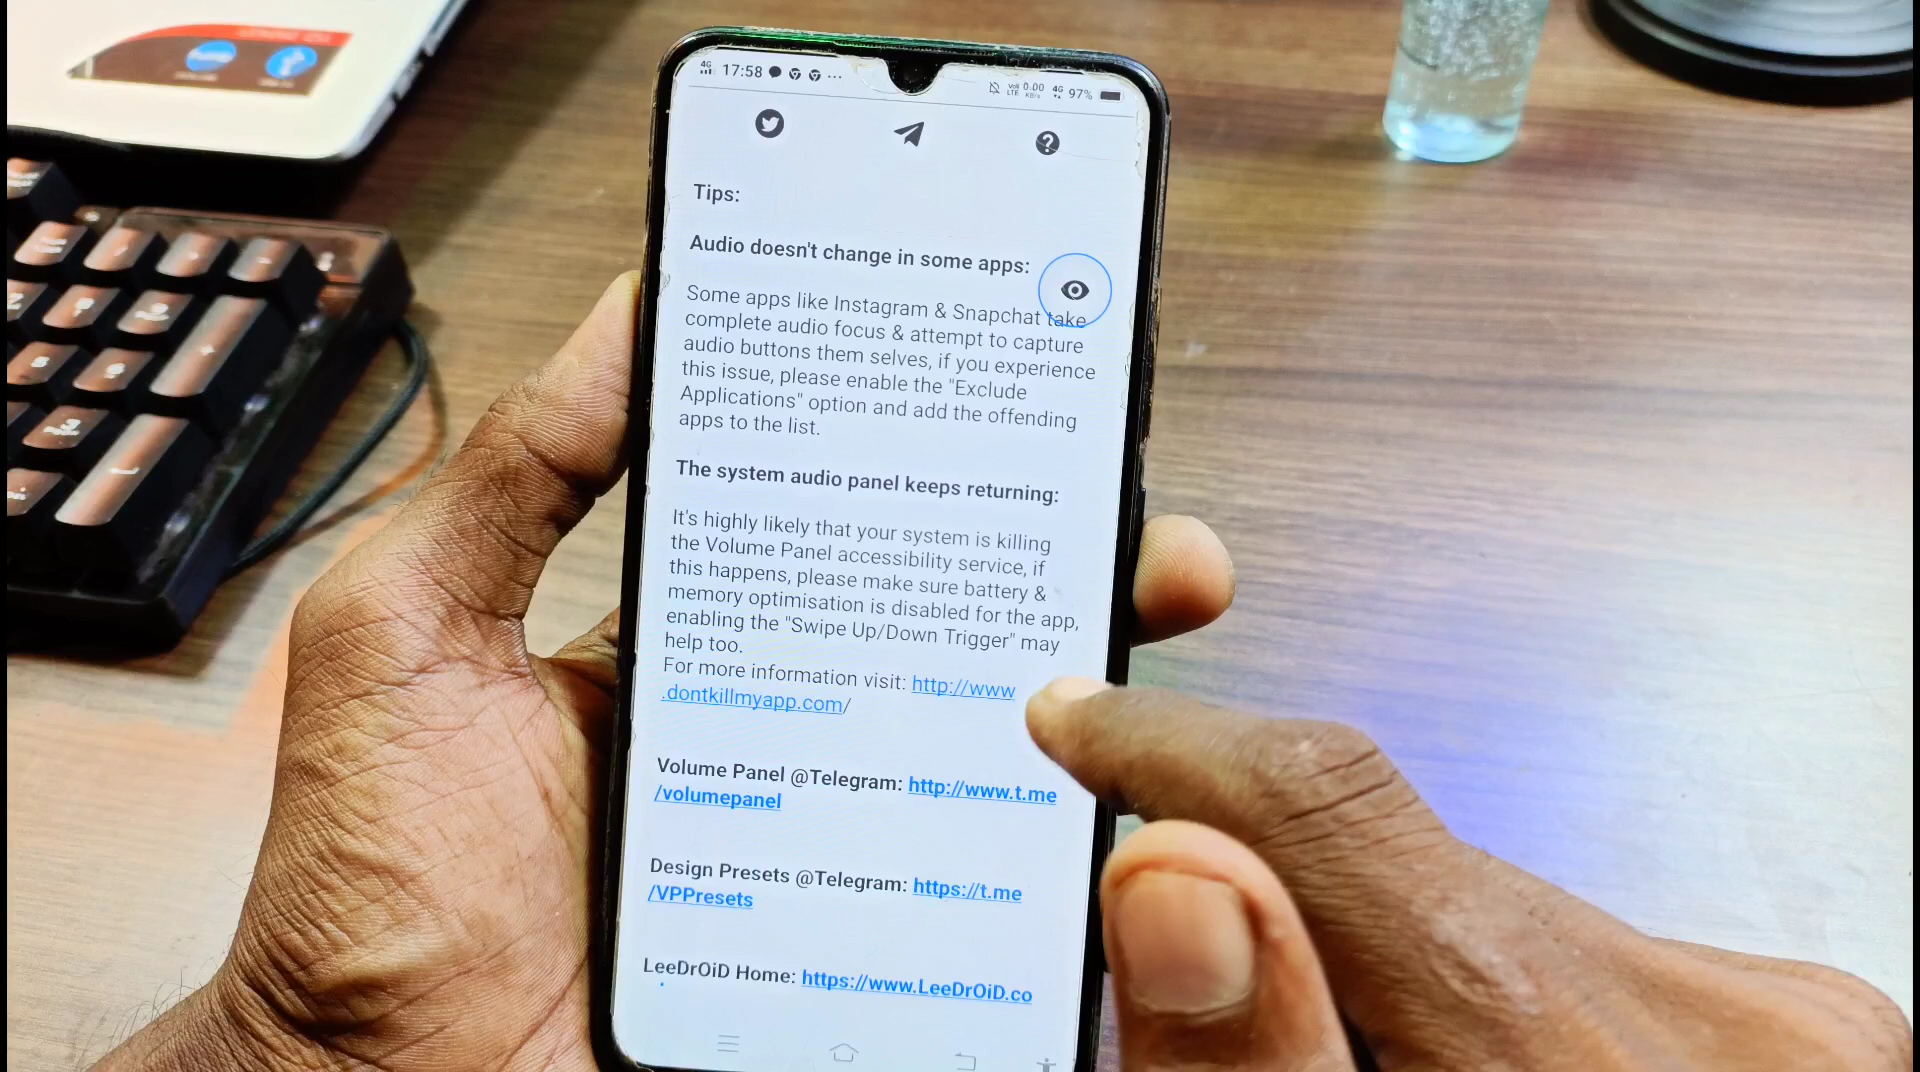 4G 17:58 ... VoLTE 0.00 KB/s 4G 97%
Tips:
Audio doesn't change in some apps:
Some apps like Instagram & Snapchat take
complete audio focus & attempt to capture
audio buttons them selves, if you experience
this issue, please enable the "Exclude
Applications" option and add the offending
apps to the list.
The system audio panel keeps returning:
It's highly likely that your system is killing
the Volume Panel accessibility service, if
this happens, please make sure battery &
memory optimisation is disabled for the app,
enabling the "Swipe Up/Down Trigger" may
help too.
For more information visit: http://www
.dontkillmyapp.com/
Volume Panel @Telegram: http://www.t.me
/volumepanel
Design Presets @Telegram: https://t.me
/VPPresets
LeeDrOiD Home: https://www.LeeDrOiD.co